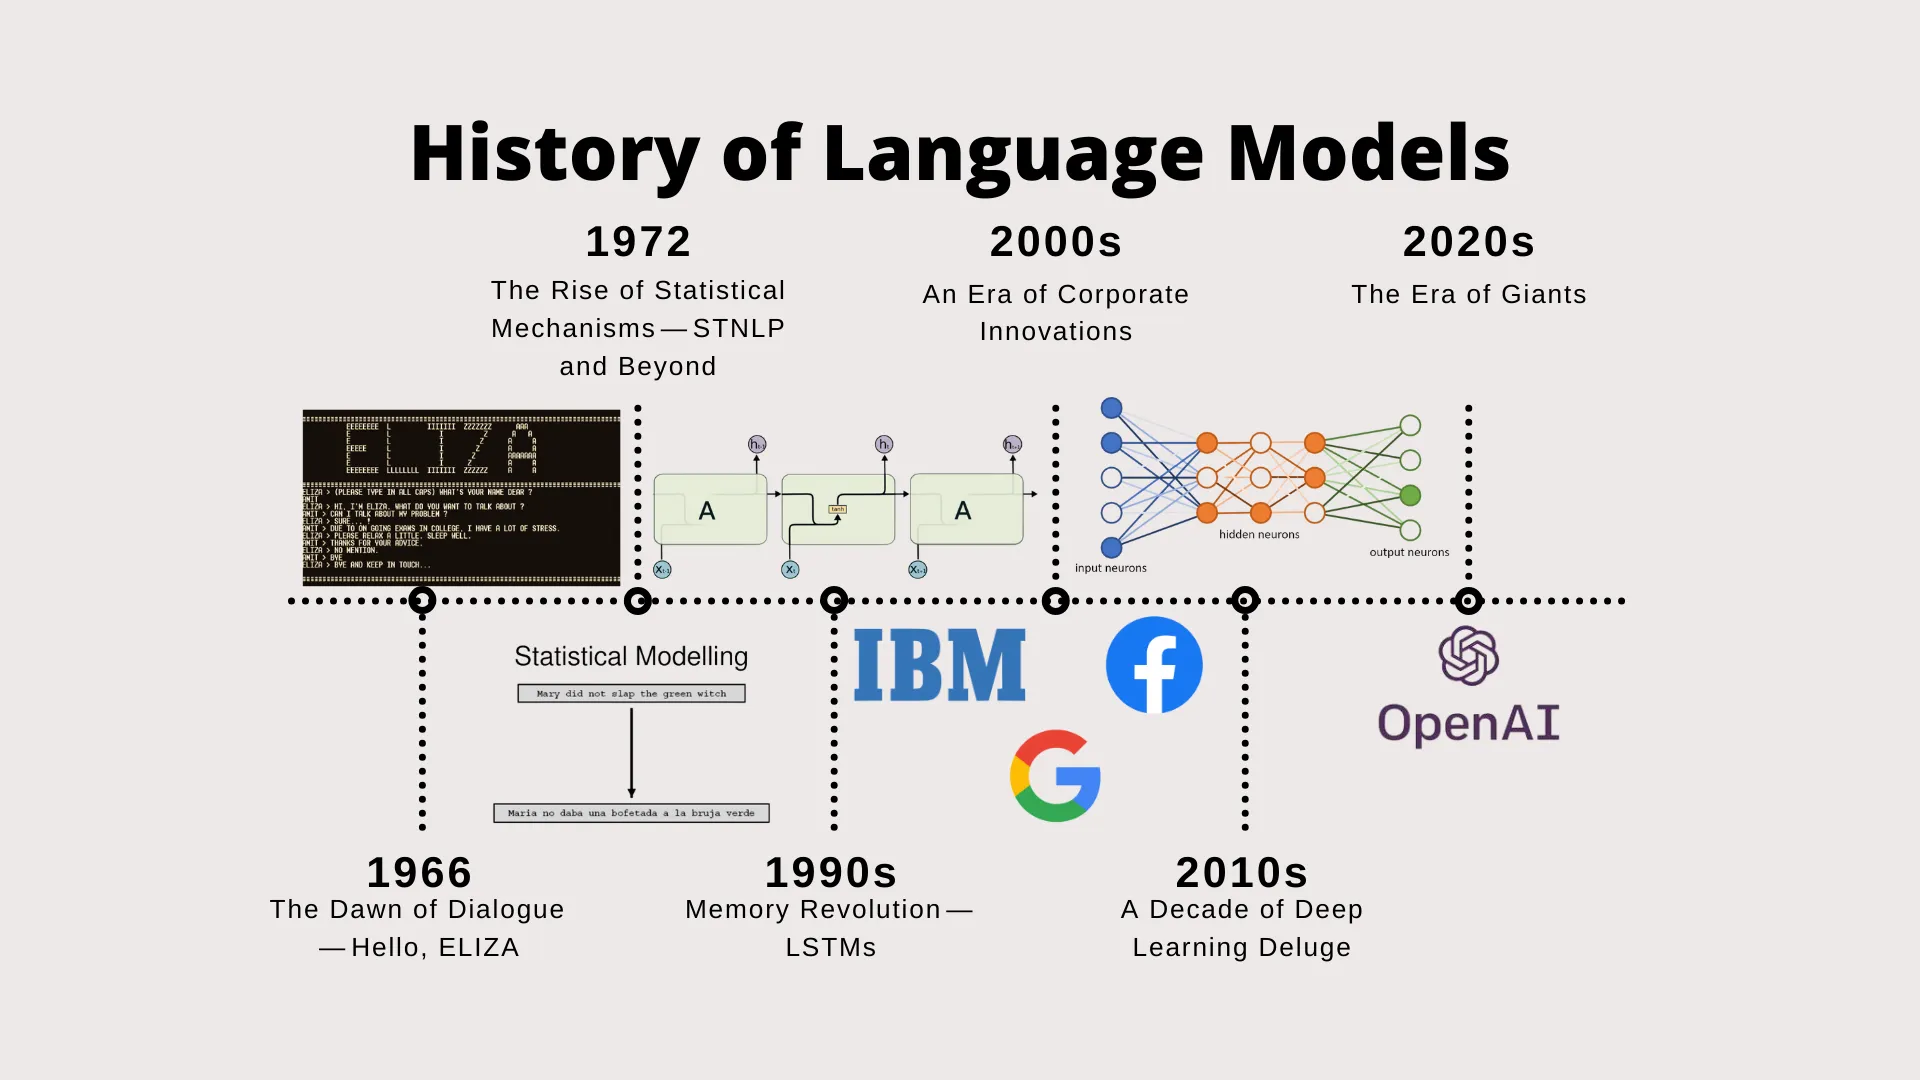 History of Language Models
1972
The Rise of Statistical
Mechanisms — STNLP
and Beyond
2000s
An Era of Corporate
Innovations
2020s
The Era of Giants
ELIZA
ELIZA > (PLEASE TYPE IN ALL CAPS) WHAT'S YOUR NAME DEAR ?
AMIT
ELIZA > HI, I'M ELIZA. WHAT DO YOU WANT TO TALK ABOUT ?
AMIT > CAN I TALK ABOUT MY PROBLEM ?
ELIZA > SURE... !
AMIT > DUE TO ON GOING EXAMS IN COLLEGE, I HAVE A LOT OF STRESS.
ELIZA > PLEASE RELAX A LITTLE. SLEEP WELL.
AMIT > THANKS FOR YOUR ADVICE.
ELIZA > NO MENTION.
AMIT > BYE
ELIZA > BYE AND KEEP IN TOUCH...
ht-1 ht ht+1
A tanh A
Xt-1 Xt Xt+1
hidden neurons
output neurons
input neurons
Statistical Modelling
Mary did not slap the green witch
Maria no daba una bofetada a la bruja verde
IBM
f
G
OpenAI
1966
The Dawn of Dialogue
— Hello, ELIZA
1990s
Memory Revolution —
LSTMs
2010s
A Decade of Deep
Learning Deluge